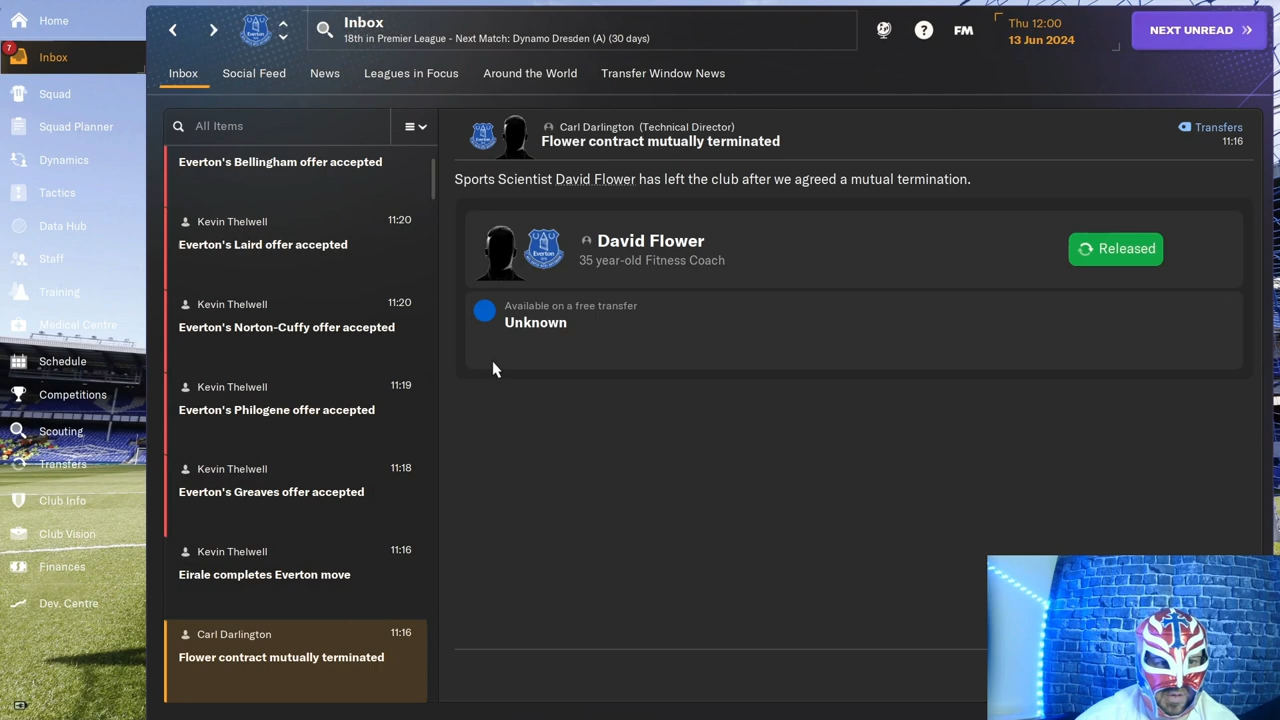 Home
7
Inbox
Squad
Squad Planner
Dynamics
Tactics
Data Hub
Staff
Training
Medical Centre
Schedule
Competitions
Scouting
Transfers
Club Info
Club Vision
Finances
Dev. Centre
Everton
Inbox
18th in Premier League - Next Match: Dynamo Dresden (A) (30 days)
?
FM
Thu 12:00
13 Jun 2024
NEXT UNREAD
Inbox
Social Feed
News
Leagues in Focus
Around the World
Transfer Window News
All Items
Everton's Bellingham offer accepted
Kevin Thelwell 11:20
Everton's Laird offer accepted
Kevin Thelwell 11:20
Everton's Norton-Cuffy offer accepted
Kevin Thelwell 11:19
Everton's Philogene offer accepted
Kevin Thelwell 11:18
Everton's Greaves offer accepted
Kevin Thelwell 11:16
Eirale completes Everton move
Carl Darlington 11:16
Flower contract mutually terminated
Carl Darlington (Technical Director)
Flower contract mutually terminated
Transfers
11:16
Sports Scientist David Flower has left the club after we agreed a mutual termination.
Everton
David Flower
35 year-old Fitness Coach
Released
Available on a free transfer
Unknown